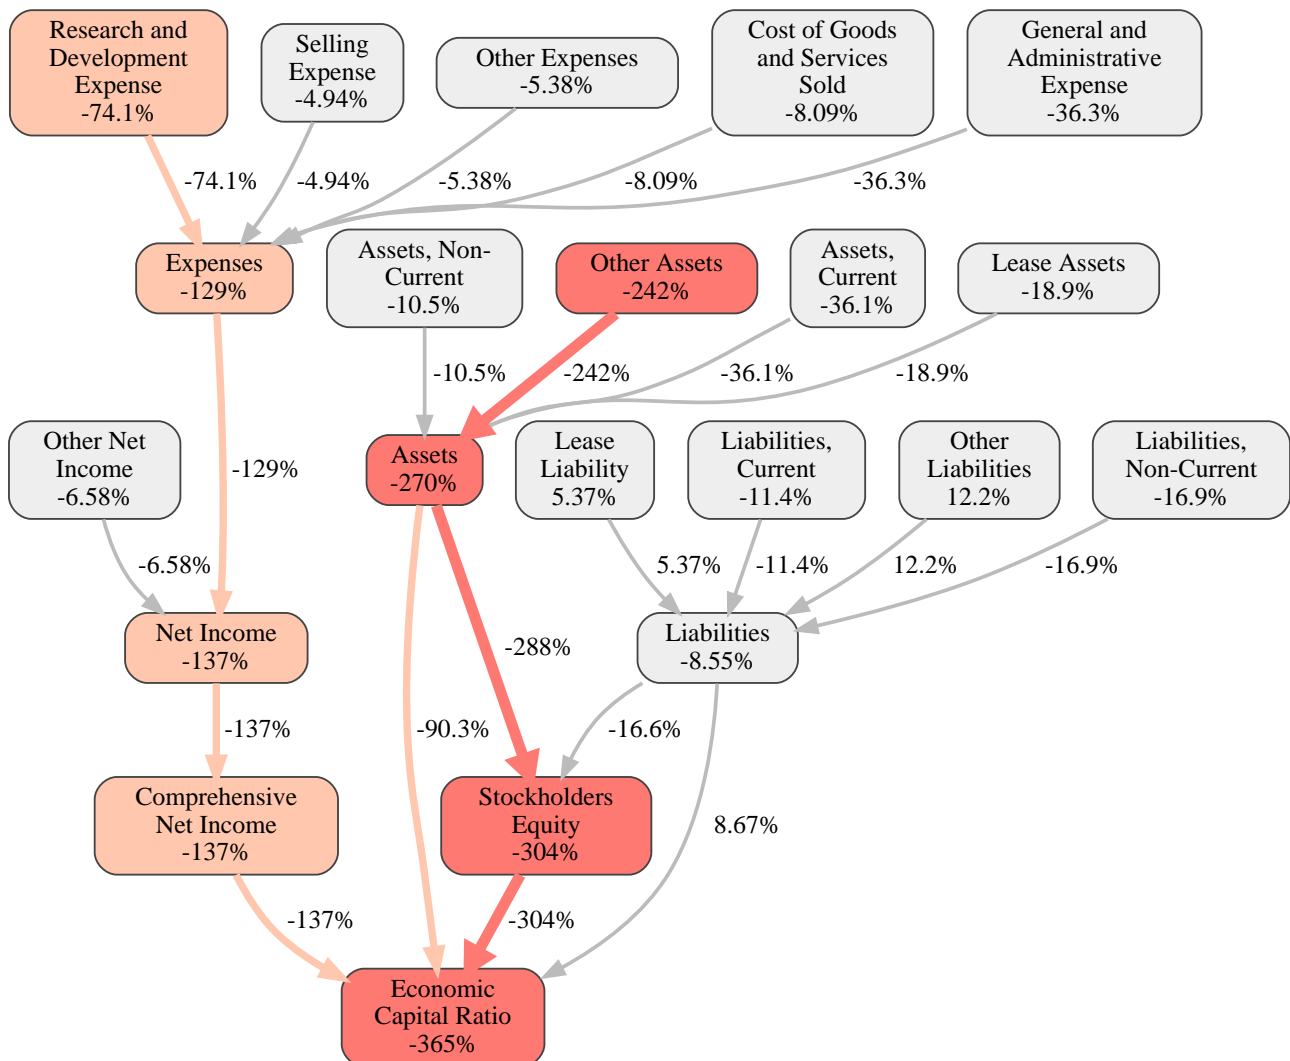 Research and
Development
Expense
-74.1%
Selling
Expense
-4.94%
Other Expenses
-5.38%
Cost of Goods
and Services
Sold
-8.09%
General and
Administrative
Expense
-36.3%
-74.1%
-4.94%
-5.38%
-8.09%
-36.3%
Expenses
-129%
Assets, Non-
Current
-10.5%
Other Assets
-242%
Assets,
Current
-36.1%
Lease Assets
-18.9%
-10.5%
-242%
-36.1%
-18.9%
Other Net
Income
-6.58%
-129%
Assets
-270%
Lease
Liability
5.37%
Liabilities,
Current
-11.4%
Other
Liabilities
12.2%
Liabilities,
Non-Current
-16.9%
-6.58%
5.37%
-11.4%
12.2%
-16.9%
Net Income
-137%
-288%
Liabilities
-8.55%
-137%
-90.3%
-16.6%
Comprehensive
Net Income
-137%
Stockholders
Equity
-304%
8.67%
-137%
-304%
Economic
Capital Ratio
-365%